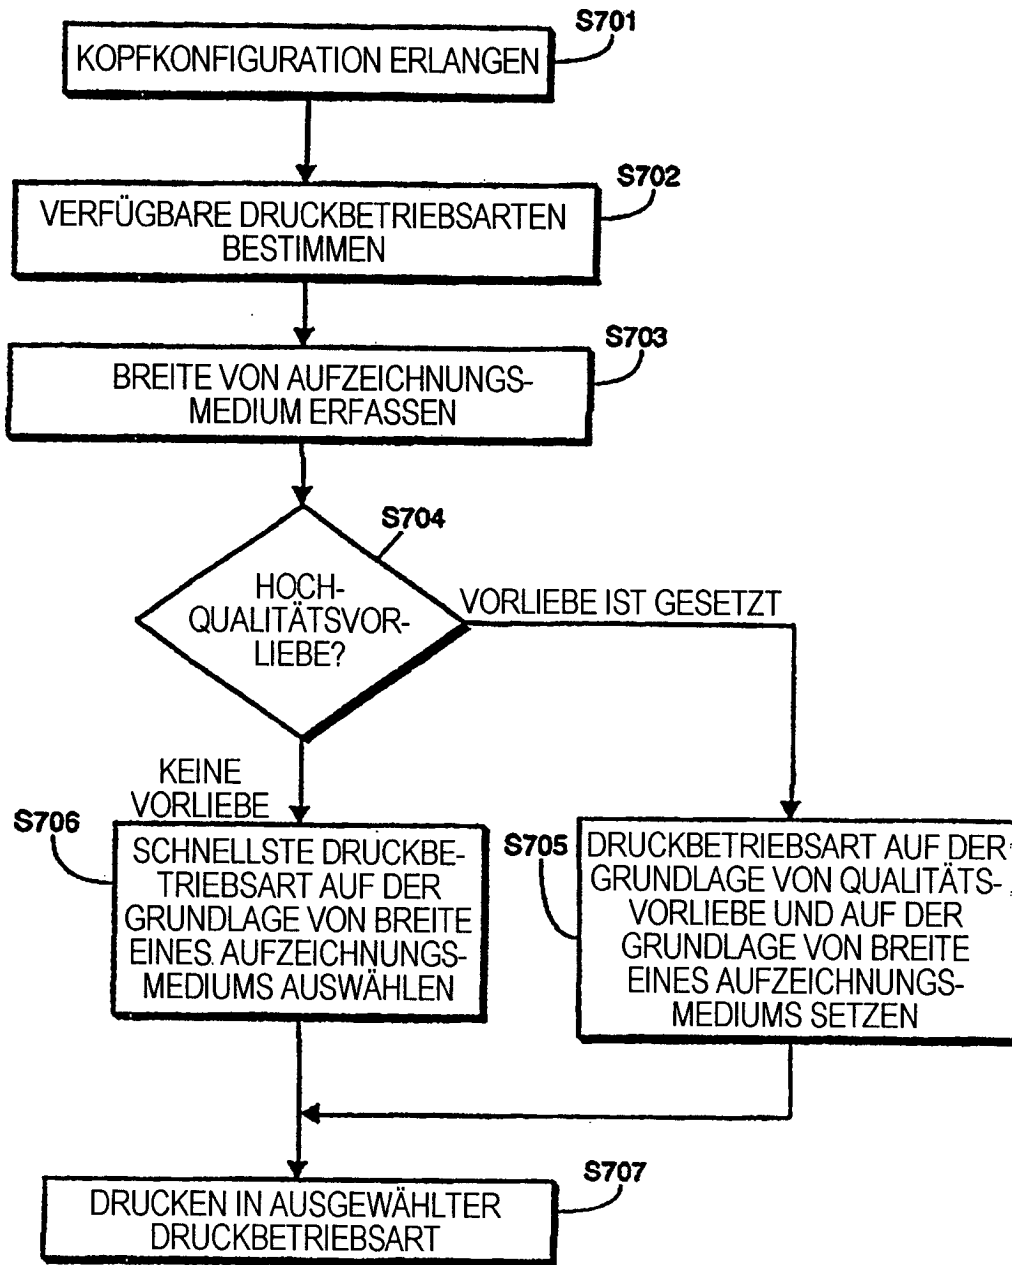 S701
KOPFKONFIGURATION ERLANGEN
S702
VERFÜGBARE DRUCKBETRIEBSARTEN
BESTIMMEN
S703
BREITE VON AUFZEICHNUNGS-
MEDIUM ERFASSEN
S704
HOCH-
QUALITÄTSVOR-
LIEBE?
VORLIEBE IST GESETZT
KEINE
VORLIEBE
S706
SCHNELLSTE DRUCKBE-
TRIEBSART AUF DER
GRUNDLAGE VON BREITE
EINES AUFZEICHNUNGS-
MEDIUMS AUSWÄHLEN
S705
DRUCKBETRIEBSART AUF DER
GRUNDLAGE VON QUALITÄTS-
VORLIEBE UND AUF DER
GRUNDLAGE VON BREITE
EINES AUFZEICHNUNGS-
MEDIUMS SETZEN
S707
DRUCKEN IN AUSGEWÄHLTER
DRUCKBETRIEBSART